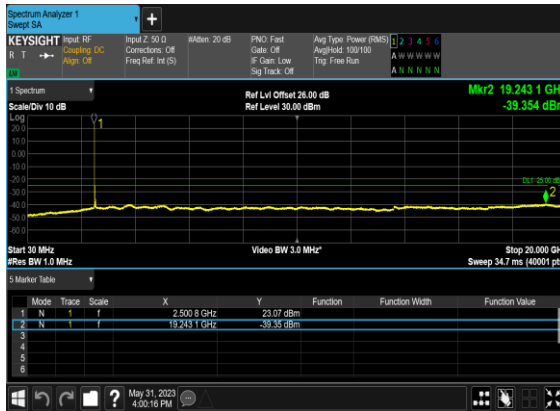 Spectrum Analyzer 1
Swept SA
+
KEYSIGHT Input: RF Input Z: 50 Ω #Atten: 20 dB PNO: Fast Avg Type: Power (RMS) 1 2 3 4 5 6
R T Coupling: DC Corrections: Off Gate: Off Avg|Hold: 100/100 A W W W W W
Align: Off Freq Ref: Int (S) IF Gain: Low Trig: Free Run
Sig Track: Off A N N N N N
1 Spectrum Ref Lvl Offset 26.00 dB Mkr2 19.243 1 GH
Scale/Div 10 dB Ref Level 30.00 dBm -39.354 dBr
Log
20.0
10.0
0.00
-10.0
-20.0
-30.0
-40.0
-50.0
-60.0
1
DL1 -25.00 dB
2
Start 30 MHz Video BW 3.0 MHz* Stop 20.000 GH
#Res BW 1.0 MHz Sweep 34.7 ms (40001 pt
5 Marker Table
Mode Trace Scale X Y Function Function Width Function Value
1 N 1 f 2.500 8 GHz 23.07 dBm
2 N 1 f 19.243 1 GHz -39.35 dBm
3
4
5
6
? May 31, 2023
4:00:16 PM